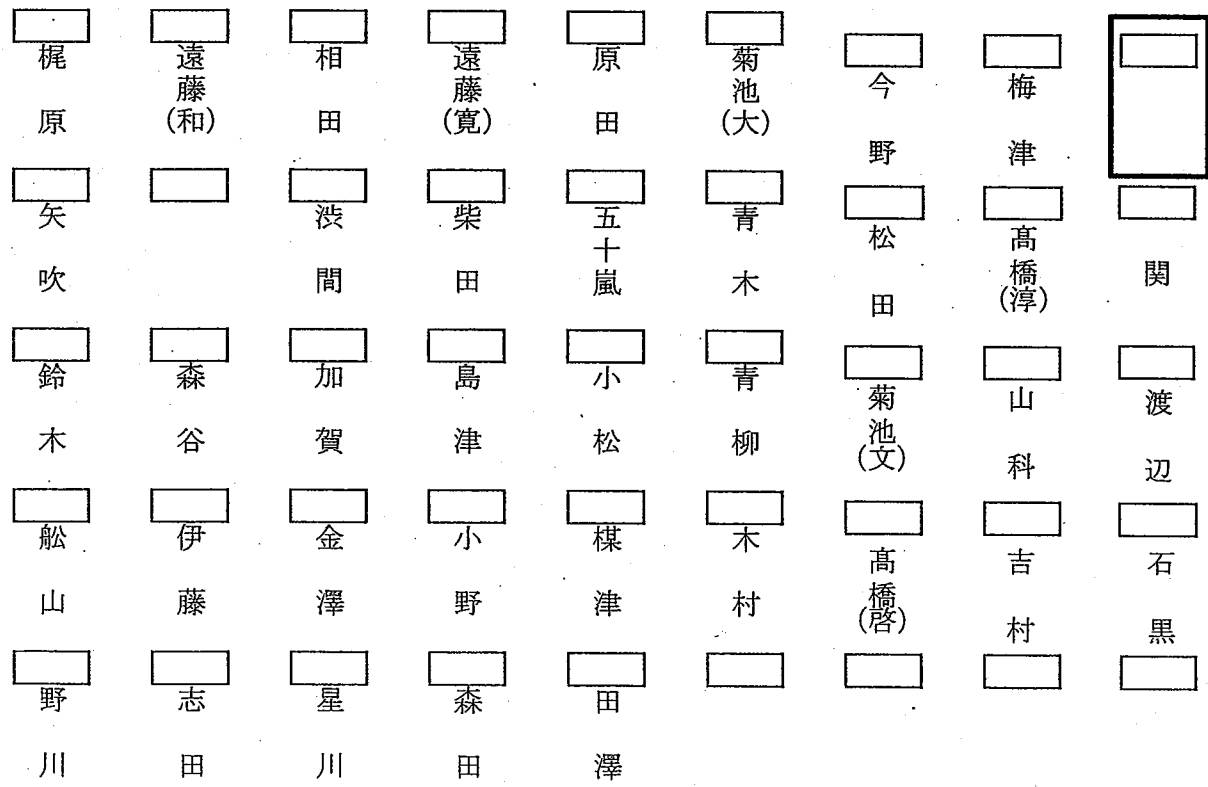 梶原
遠藤(和)
相田
遠藤(寛)
原田
菊池(大)
今野
梅津
矢吹
渋間
柴田
五十嵐
青木
松田
髙橋(淳)
関
鈴木
森谷
加賀
島津
小松
青柳
菊池(文)
山科
渡辺
舩山
伊藤
金澤
小野
楳津
木村
髙橋(啓)
吉村
石黒
野川
志田
星川
森田
田澤